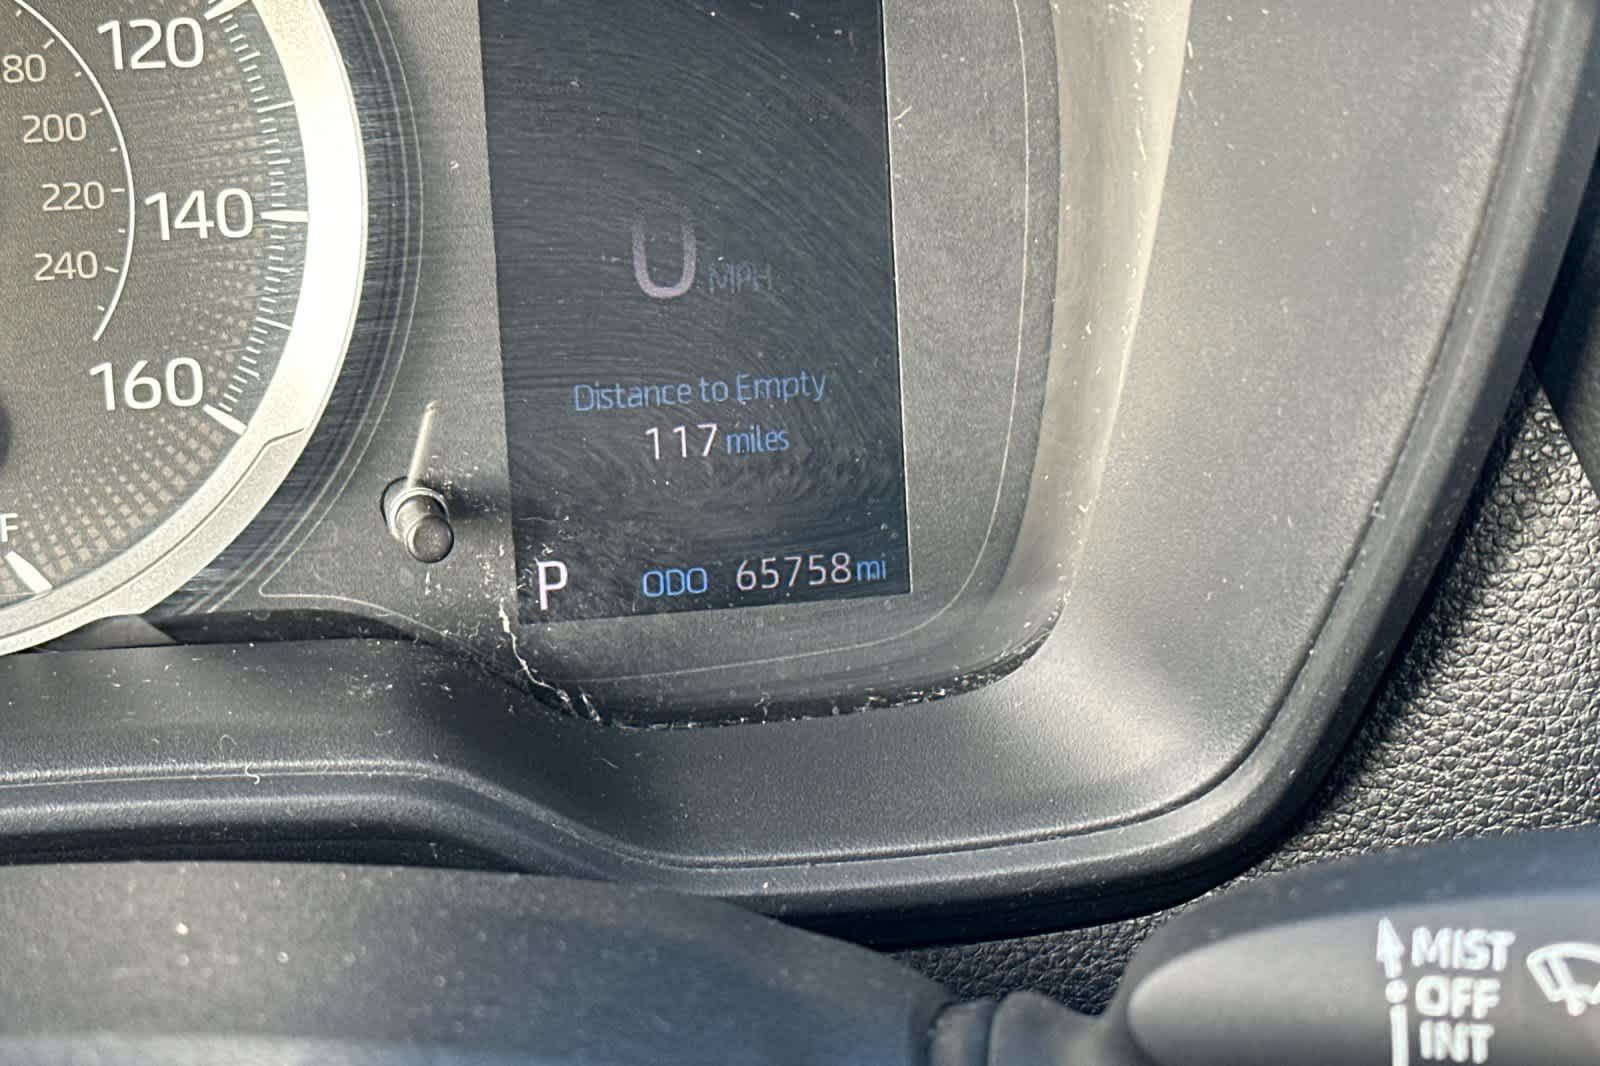 120
80
200
220
140
240
160
F
0 MPH
Distance to Empty
117 miles
P ODO 65758 mi
MIST
OFF
INT